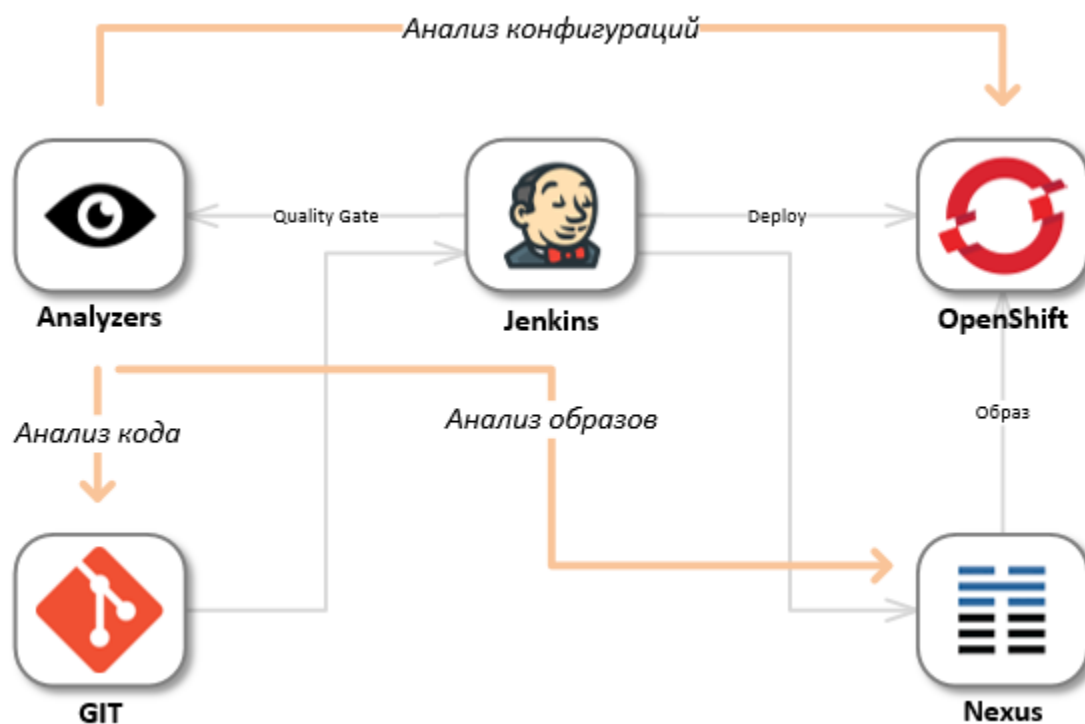 Анализ конфигураций
Quality Gate
Deploy
Analyzers
Jenkins
OpenShift
Анализ кода
Анализ образов
Образ
GIT
Nexus